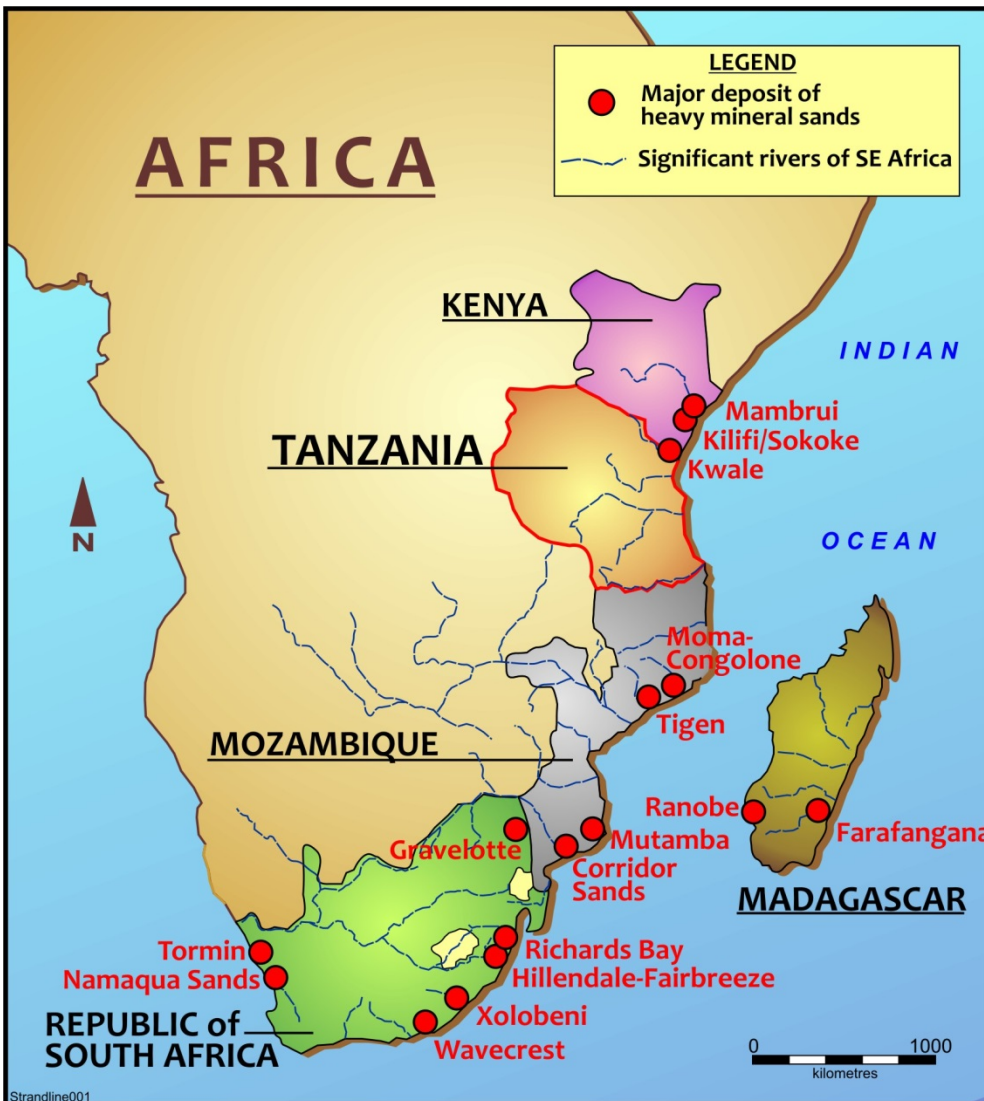 LEGEND
Major deposit of
heavy mineral sands
Significant rivers of SE Africa
AFRICA
KENYA
INDIAN
Mambrui
Kilifi/Sokoke
TANZANIA
Kwale
N
OCEAN
Moma-
Congolone
Tigen
MOZAMBIQUE
Ranobe
Farafangana
Gravelotte
Mutamba
Corridor
Sands
MADAGASCAR
Tormin
Richards Bay
Namaqua Sands
Hillendale-Fairbreeze
Xolobeni
REPUBLIC of
SOUTH AFRICA
Wavecrest
0 1000
kilometres
Strandline001